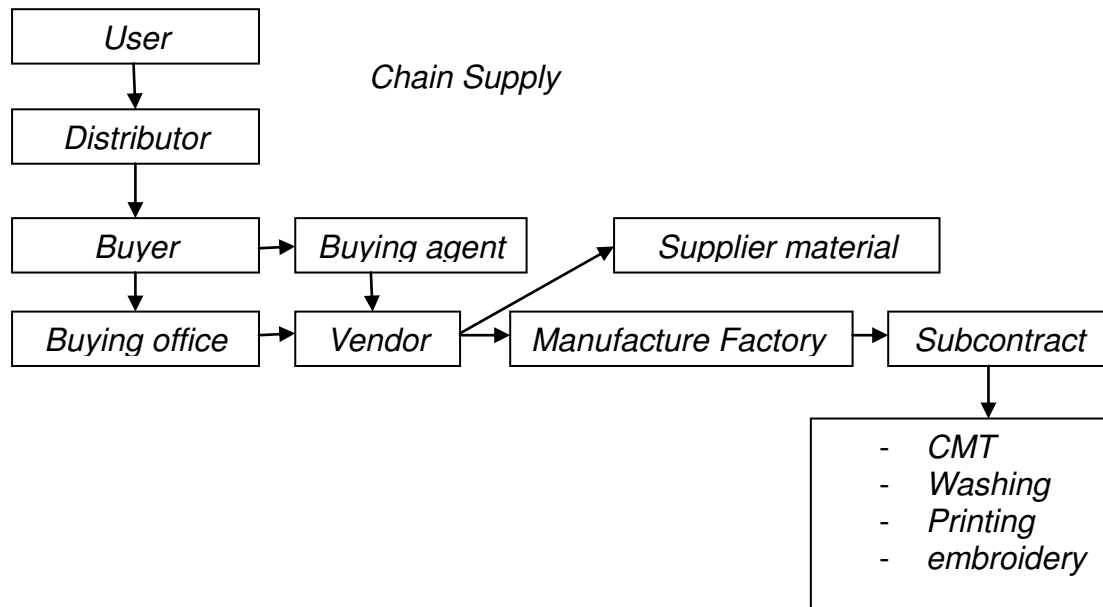 User
Chain Supply
Distributor
Buyer
Buying agent
Supplier material
Buying office
Vendor
Manufacture Factory
Subcontract
- CMT
- Washing
- Printing
- embroidery